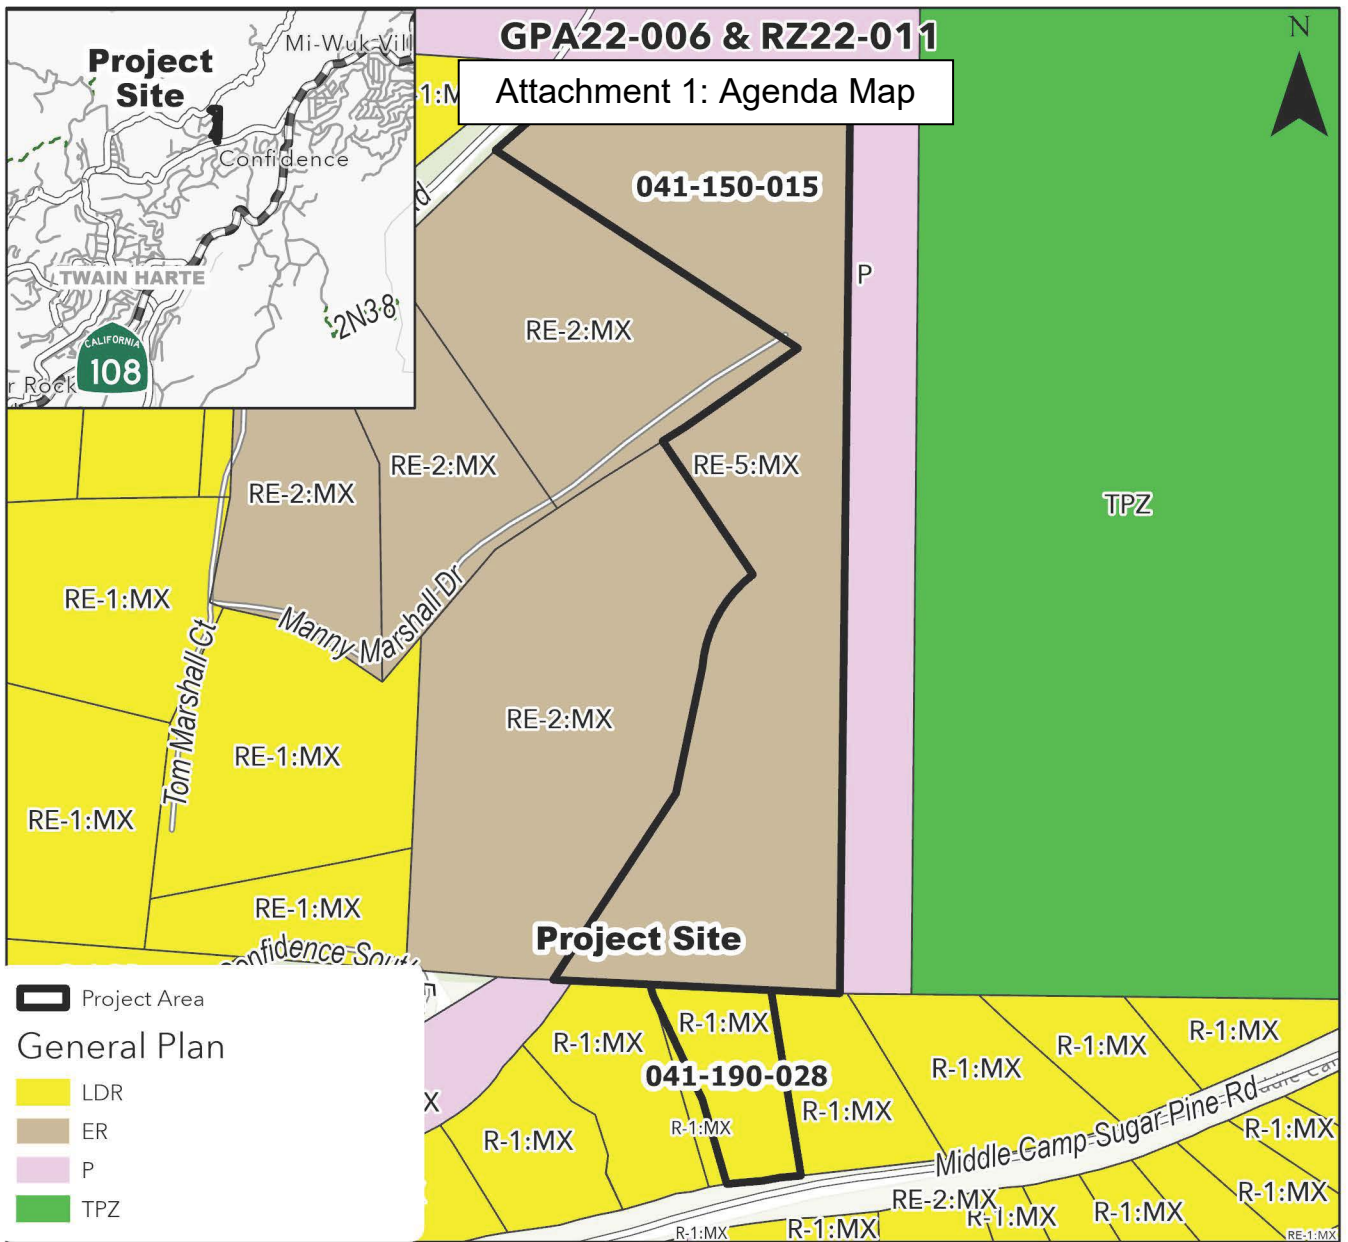 GPA22-006 & RZ22-011
Attachment 1: Agenda Map
N
Project
Site
Mi-Wuk Vill
Confidence
TWAIN HARTE
2N38
CALIFORNIA
108
r Rock
1:M
rd
041-150-015
P
RE-2:MX
RE-2:MX
RE-5:MX
RE-2:MX
TPZ
RE-1:MX
Manny Marshall Dr
Tom Marshall Ct
RE-2:MX
RE-1:MX
RE-1:MX
RE-1:MX
onfidence Sout
Project Site
R-1:MX
R-1:MX
R-1:MX
R-1:MX
R-1:MX
041-190-028
R-1:MX
R-1:MX
R-1:MX
X
R-1:MX
Middle Camp Sugar Pine Rd
R-1:MX
RE-2:MX
R-1:MX
R-1:MX
R-1:MX
R-1:MX
R-1:MX
RE-1:MX
Project Area
General Plan
LDR
ER
P
TPZ